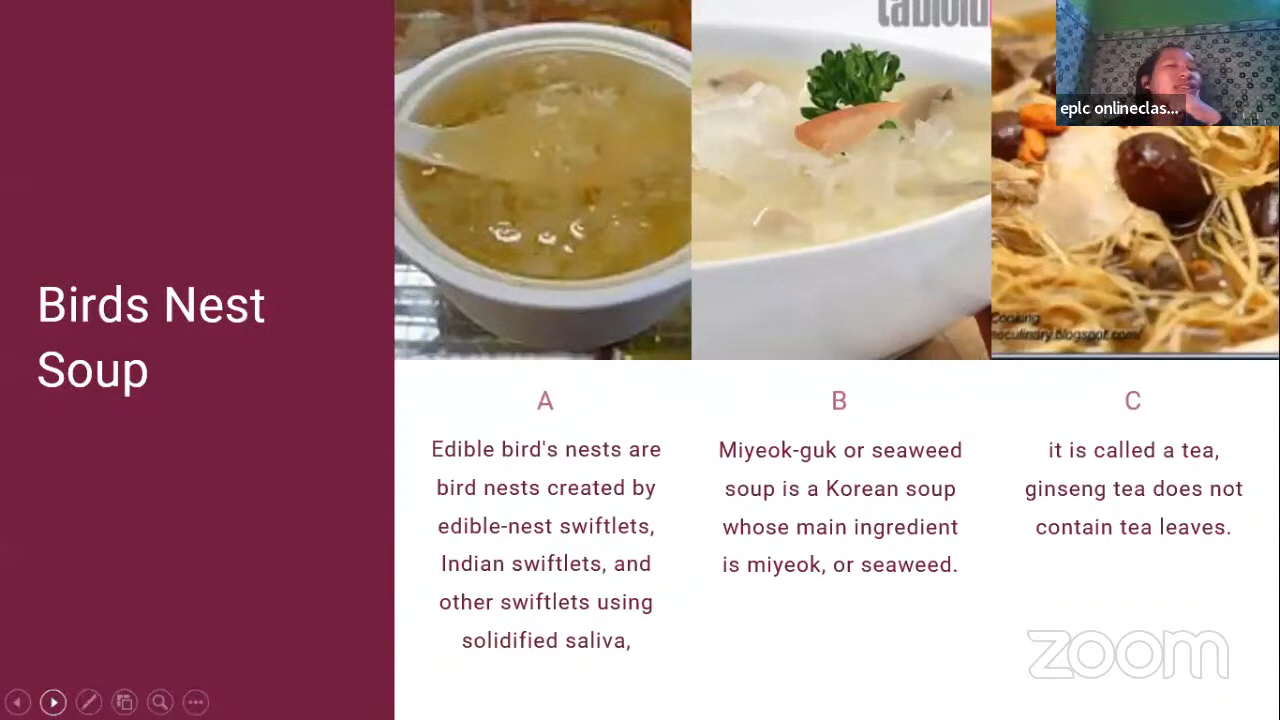 tabloid
eplc onlineclas...
Birds Nest
Soup
Cooking
A
B
C
Edible bird's nests are
bird nests created by
edible-nest swiftlets,
Indian swiftlets, and
other swiftlets using
solidified saliva,
Miyeok-guk or seaweed
soup is a Korean soup
whose main ingredient
is miyeok, or seaweed.
it is called a tea,
ginseng tea does not
contain tea leaves.
zoom